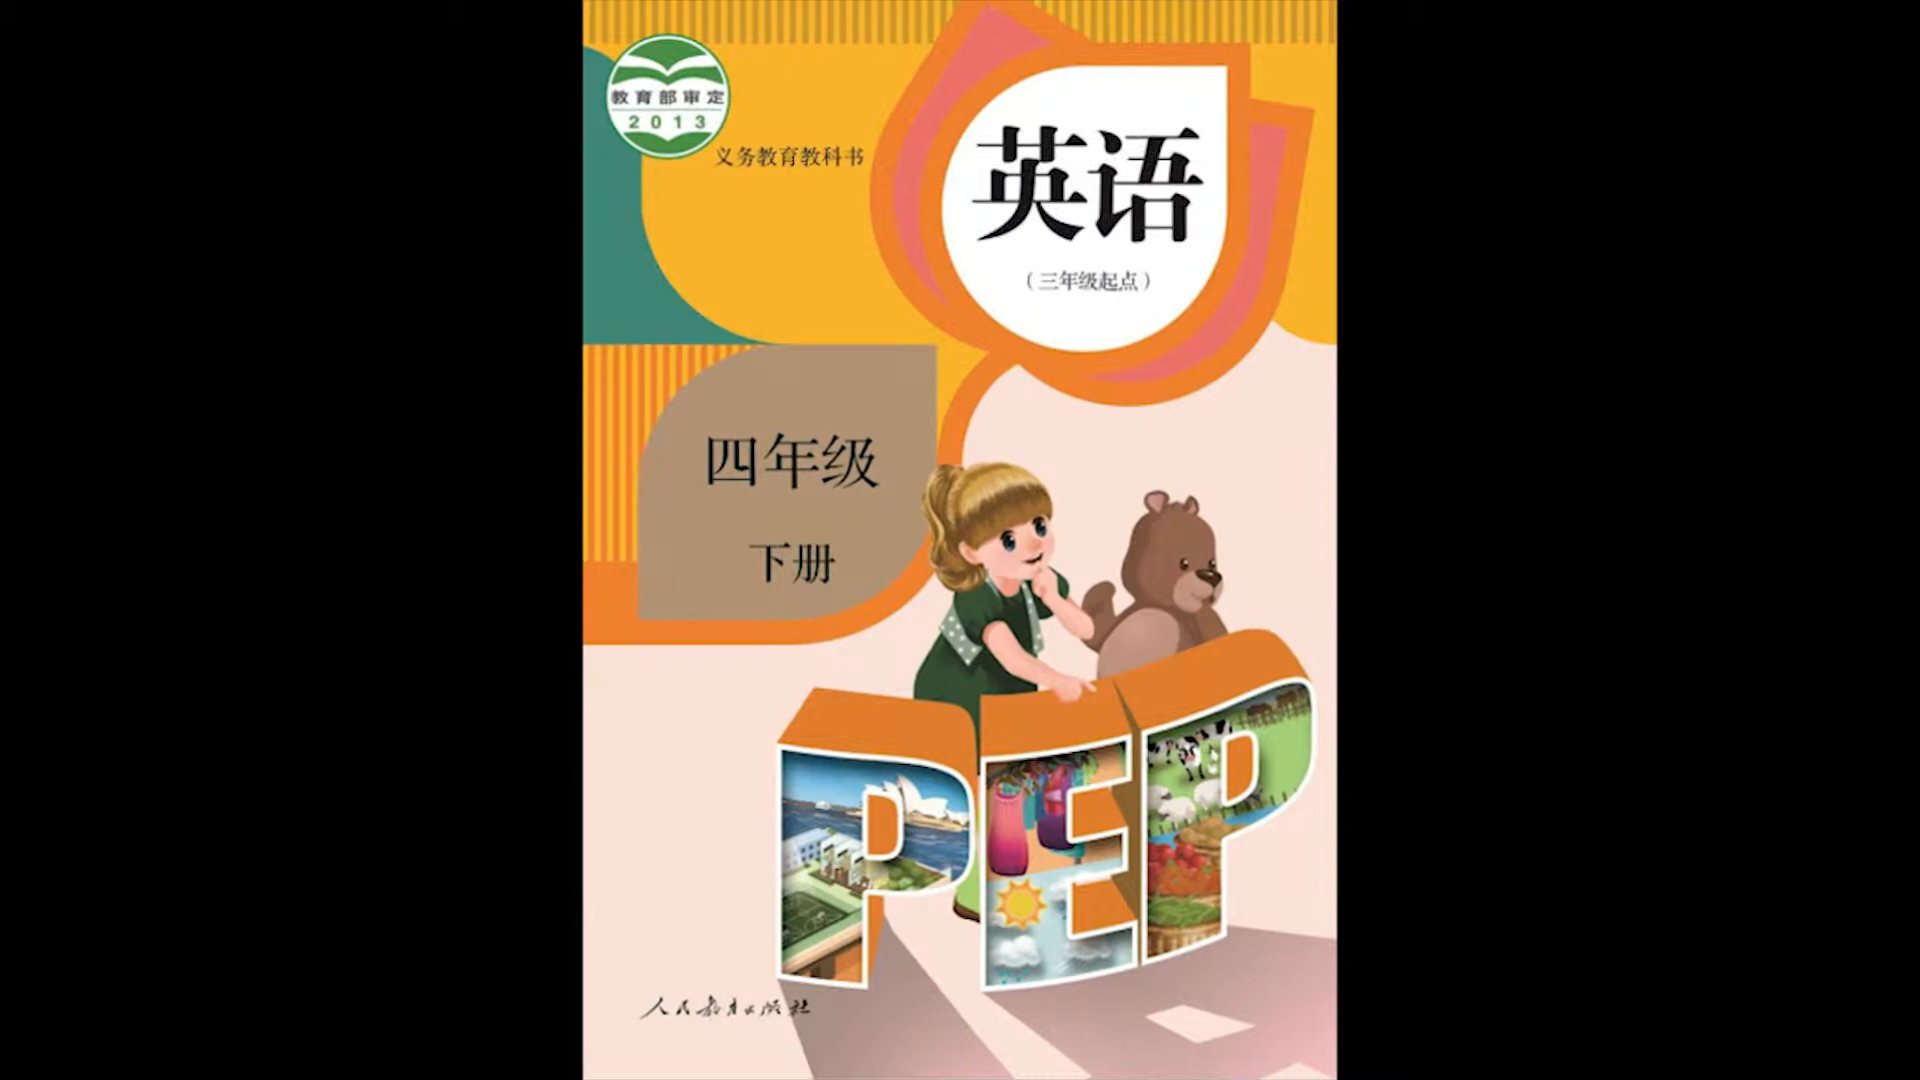 教育部审定
2013
义务教育教科书
英语
（三年级起点）
四年级
下册
PEP
人民教育出版社